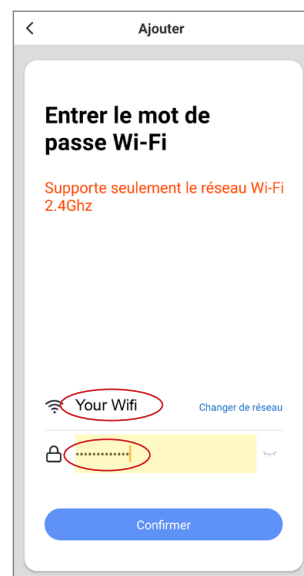 Ajouter
Entrer le mot de
passe Wi-Fi
Supporte seulement le réseau Wi-Fi
2.4Ghz
Your Wifi
Changer de réseau
Confirmer